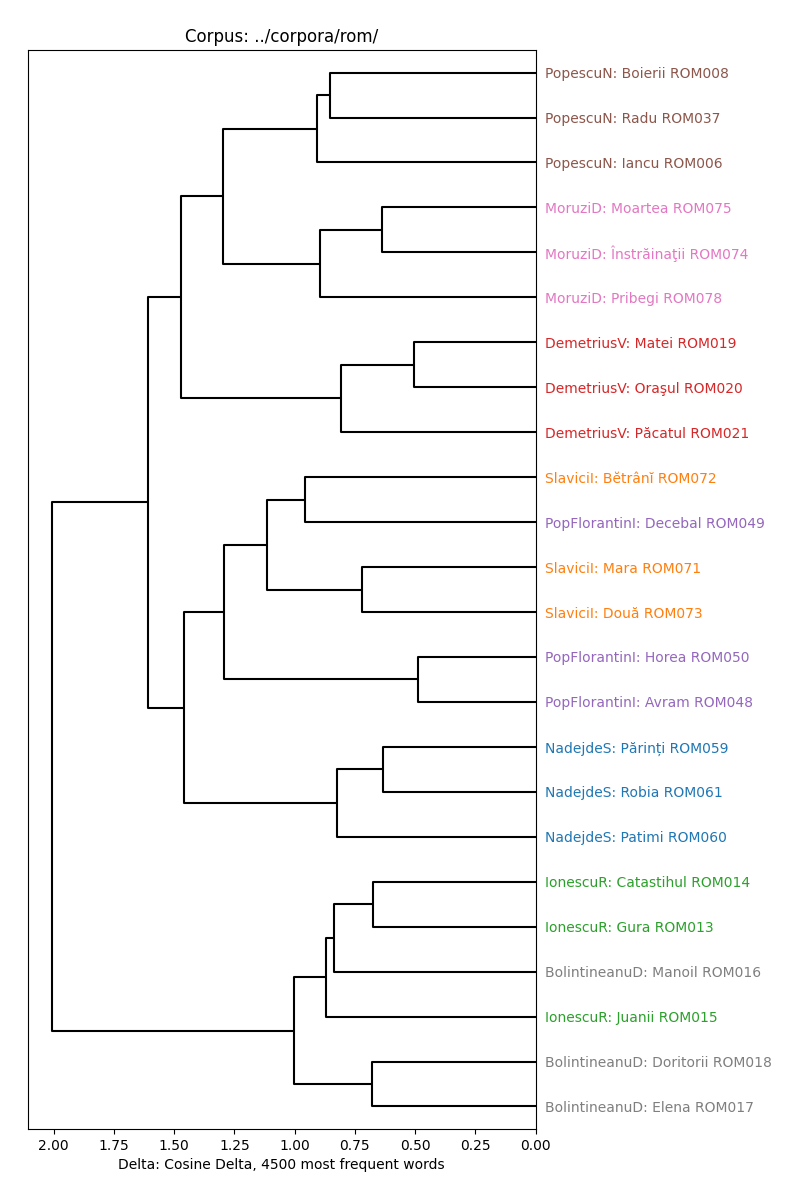 Corpus: ../corpora/rom/
PopescuN: Boierii ROM008
PopescuN: Radu ROM037
PopescuN: Iancu ROM006
MoruziD: Moartea ROM075
MoruziD: Înstrăinaţii ROM074
MoruziD: Pribegi ROM078
DemetriusV: Matei ROM019
DemetriusV: Oraşul ROM020
DemetriusV: Păcatul ROM021
SlaviciI: Bĕtrânĭ ROM072
PopFlorantinI: Decebal ROM049
SlaviciI: Mara ROM071
SlaviciI: Două ROM073
PopFlorantinI: Horea ROM050
PopFlorantinI: Avram ROM048
NadejdeS: Părinți ROM059
NadejdeS: Robia ROM061
NadejdeS: Patimi ROM060
IonescuR: Catastihul ROM014
IonescuR: Gura ROM013
BolintineanuD: Manoil ROM016
IonescuR: Juanii ROM015
BolintineanuD: Doritorii ROM018
BolintineanuD: Elena ROM017
2.00 1.75 1.50 1.25 1.00 0.75 0.50 0.25 0.00
Delta: Cosine Delta, 4500 most frequent words